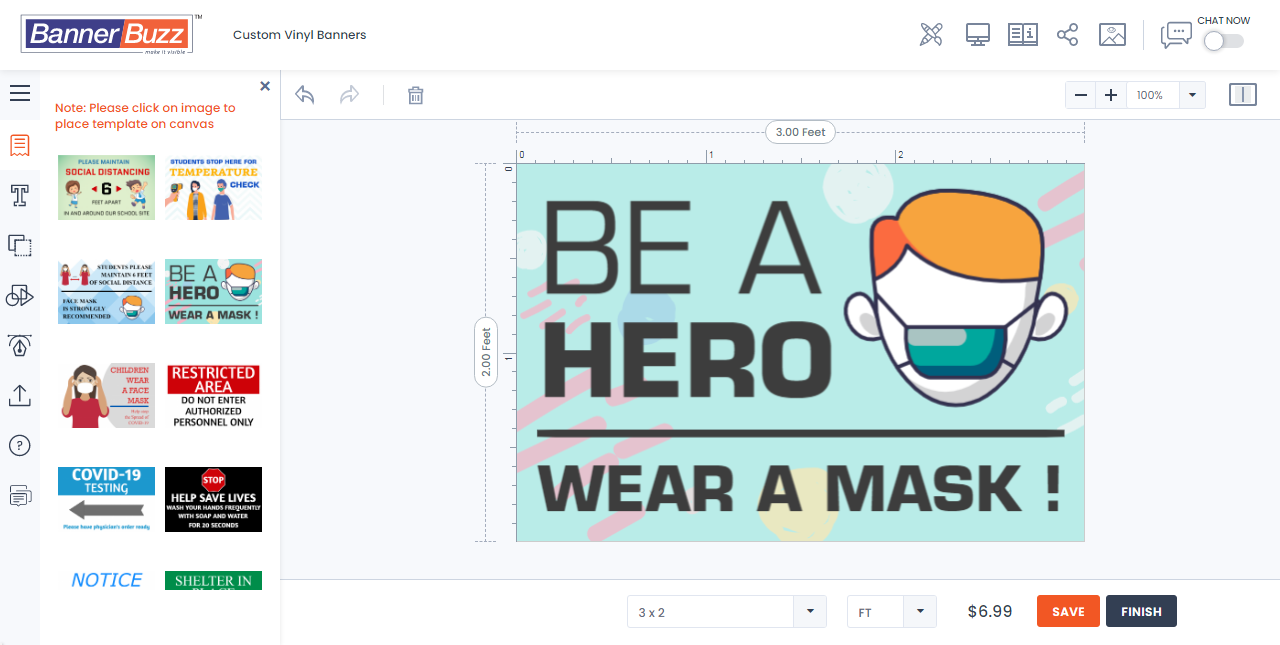 BannerBuzz
TM
make it visible
Custom Vinyl Banners
CHAT NOW
Note: Please click on image to
place template on canvas
PLEASE MAINTAIN
SOCIAL DISTANCING
6
FEET APART
IN AND AROUND OUR SCHOOL SITE
STUDENTS STOP HERE FOR
TEMPERATURE
CHECK
STUDENTS PLEASE
MAINTAIN 6 FEET
OF SOCIAL DISTANCE
FACE MASK
IS STRONLGLY
RECOMMENDED
BE A
HERO
WEAR A MASK !
CHILDREN
WEAR
A FACE
MASK
RESTRICTED
AREA
DO NOT ENTER
AUTHORIZED
PERSONNEL ONLY
COVID-19
TESTING
Please have physician's order ready
STOP
HELP SAVE LIVES
WASH YOUR HANDS FREQUENTLY
WITH SOAP AND WATER
FOR 20 SECONDS
NOTICE
SHELTER IN
100%
3.00 Feet
0 1 2
0
1
2.00 Feet
BE A
HERO
WEAR A MASK !
3 x 2
FT
$6.99
SAVE
FINISH